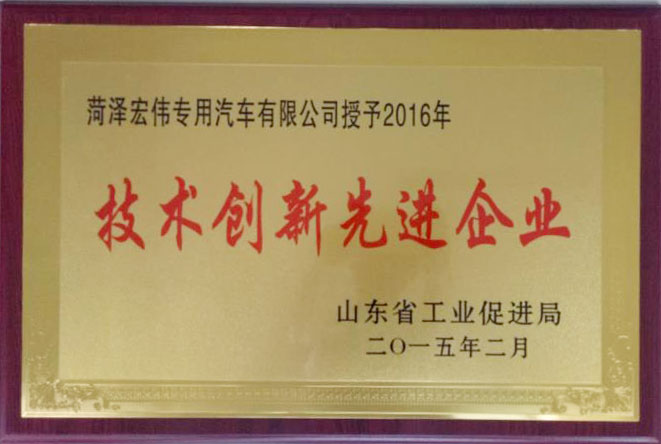 菏泽宏伟专用汽车有限公司授予2016年
技术创新先进企业
山东省工业促进局
二〇一五年二月